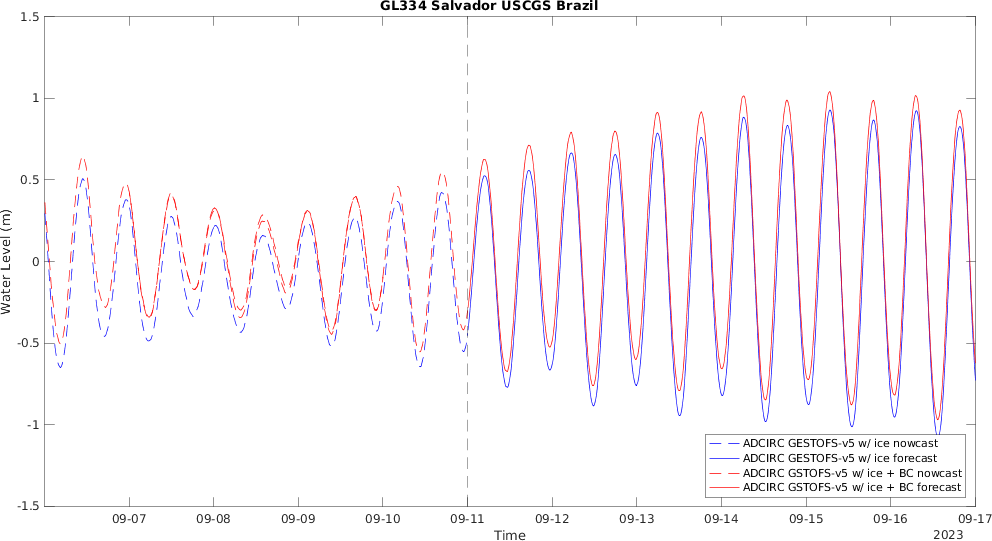 GL334 Salvador USCGS Brazil
1.5
1
0.5
0
-0.5
-1
-1.5
Water Level (m)
ADCIRC GESTOFS-v5 w/ ice nowcast
ADCIRC GESTOFS-v5 w/ ice forecast
ADCIRC GSTOFS-v5 w/ ice + BC nowcast
ADCIRC GSTOFS-v5 w/ ice + BC forecast
09-07 09-08 09-09 09-10 09-11 09-12 09-13 09-14 09-15 09-16 09-17
Time
2023